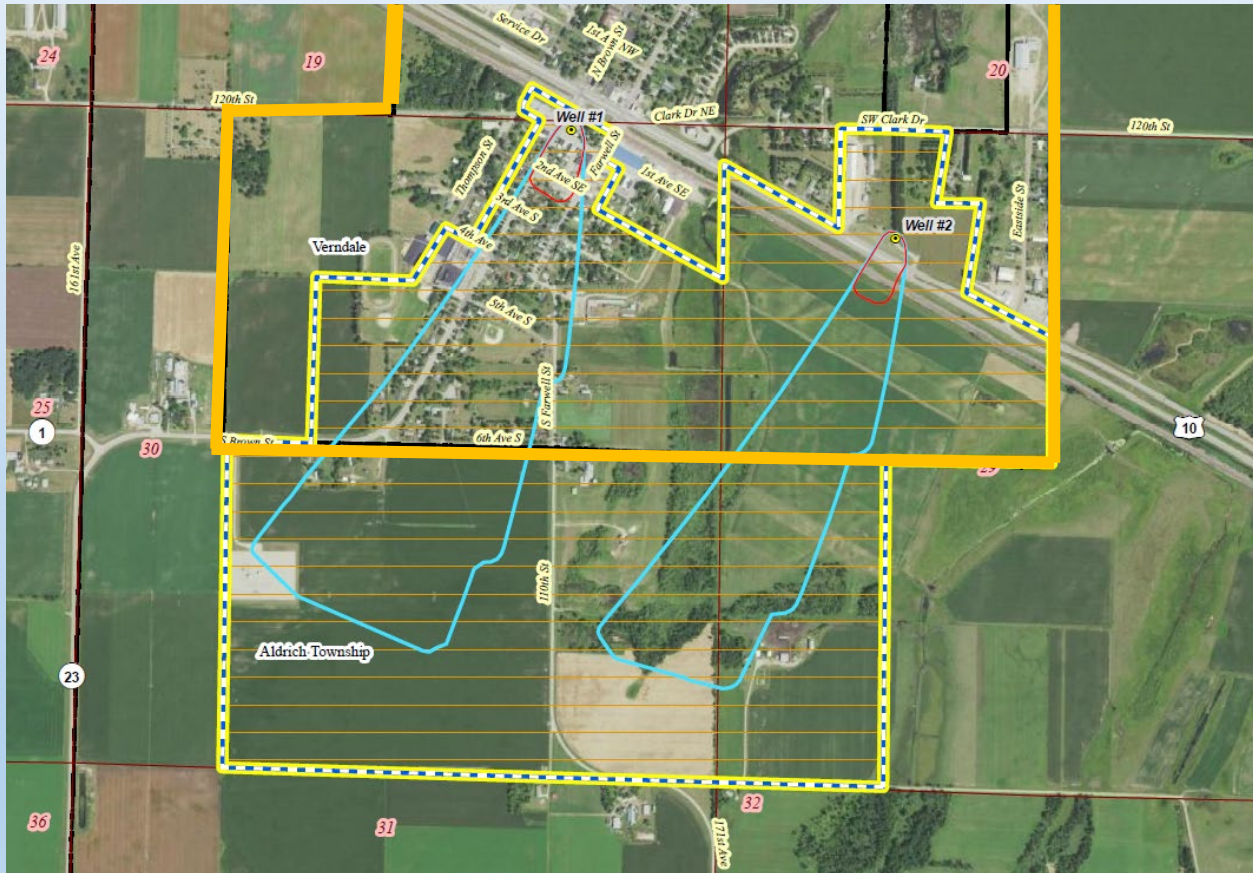 Service Dr
1st Ave NW
N Brown St
24
19
20
120th St
Well #1
Clark Dr NE
SW Clark Dr
120th St
Thompson St
Farwell St
2nd Ave SE
1st Ave SE
3rd Ave S
Eastside St
4th Ave
Well #2
Verndale
161st Ave
5th Ave S
S Farwell St
25
1
30
S Brown St
6th Ave S
10
29
110th St
Aldrich Township
23
32
36
31
171st Ave